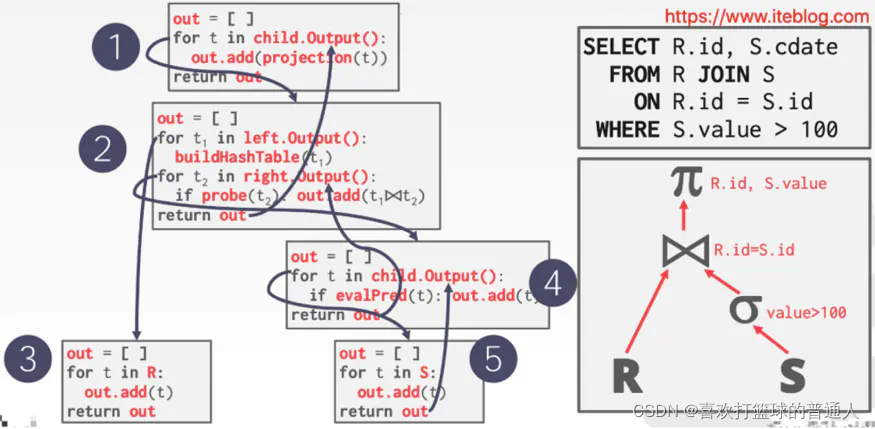 https://www.iteblog.com
1
out = [ ]
for t in child.Output():
out.add(projection(t))
return out
2
out = [ ]
for t₁ in left.Output():
buildHashTable(t₁)
for t₂ in right.Output():
if probe(t₂): out.add(t₁⋈t₂)
return out
4
out = [ ]
for t in child.Output():
if evalPred(t): out.add(t)
return out
3
out = [ ]
for t in R:
out.add(t)
return out
5
out = [ ]
for t in S:
out.add(t)
return out
SELECT R.id, S.cdate
FROM R JOIN S
ON R.id = S.id
WHERE S.value > 100
π R.id, S.value
⋈ R.id=S.id
σ value>100
R S
CSDN @喜欢打篮球的普通人